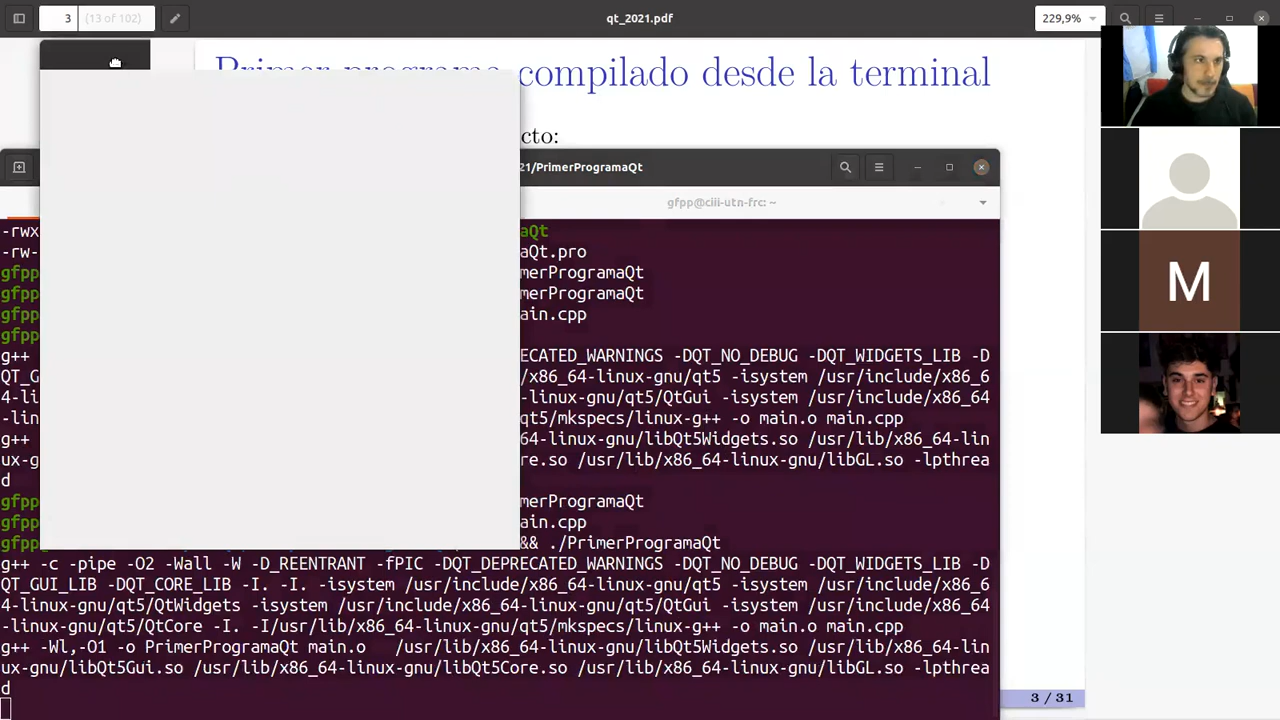 3 (13 of 102)
qt_2021.pdf
229,9%
Primer programa compilado desde la terminal
cto:
21/PrimerProgramaQt
gfpp@ciii-utn-frc: ~
-rwx aQt
-rw- aQt.pro
gfpp merProgramaQt
gfpp merProgramaQt
gfpp ain.cpp
gfpp
g++ ECATED_WARNINGS -DQT_NO_DEBUG -DQT_WIDGETS_LIB -D
QT_G /x86_64-linux-gnu/qt5 -isystem /usr/include/x86_6
4-li -linux-gnu/qt5/QtGui -isystem /usr/include/x86_64
-lin qt5/mkspecs/linux-g++ -o main.o main.cpp
g++ 64-linux-gnu/libQt5Widgets.so /usr/lib/x86_64-lin
ux-g re.so /usr/lib/x86_64-linux-gnu/libGL.so -lpthrea
d
gfpp merProgramaQt
gfpp ain.cpp
gfpp && ./PrimerProgramaQt
g++ -c -pipe -O2 -Wall -W -D_REENTRANT -fPIC -DQT_DEPRECATED_WARNINGS -DQT_NO_DEBUG -DQT_WIDGETS_LIB -D
QT_GUI_LIB -DQT_CORE_LIB -I. -I. -isystem /usr/include/x86_64-linux-gnu/qt5 -isystem /usr/include/x86_6
4-linux-gnu/qt5/QtWidgets -isystem /usr/include/x86_64-linux-gnu/qt5/QtGui -isystem /usr/include/x86_64
-linux-gnu/qt5/QtCore -I. -I/usr/lib/x86_64-linux-gnu/qt5/mkspecs/linux-g++ -o main.o main.cpp
g++ -Wl,-O1 -o PrimerProgramaQt main.o /usr/lib/x86_64-linux-gnu/libQt5Widgets.so /usr/lib/x86_64-lin
ux-gnu/libQt5Gui.so /usr/lib/x86_64-linux-gnu/libQt5Core.so /usr/lib/x86_64-linux-gnu/libGL.so -lpthrea
d
3 / 31
M